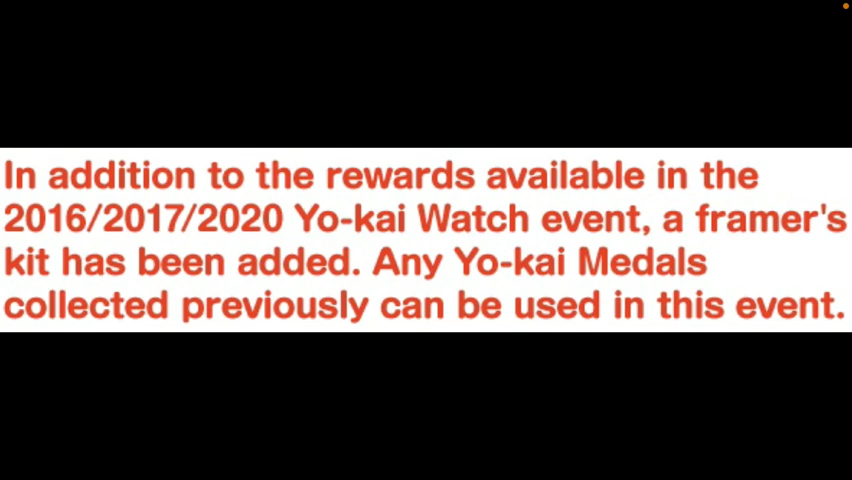 In addition to the rewards available in the
2016/2017/2020 Yo-kai Watch event, a framer's
kit has been added. Any Yo-kai Medals
collected previously can be used in this event.